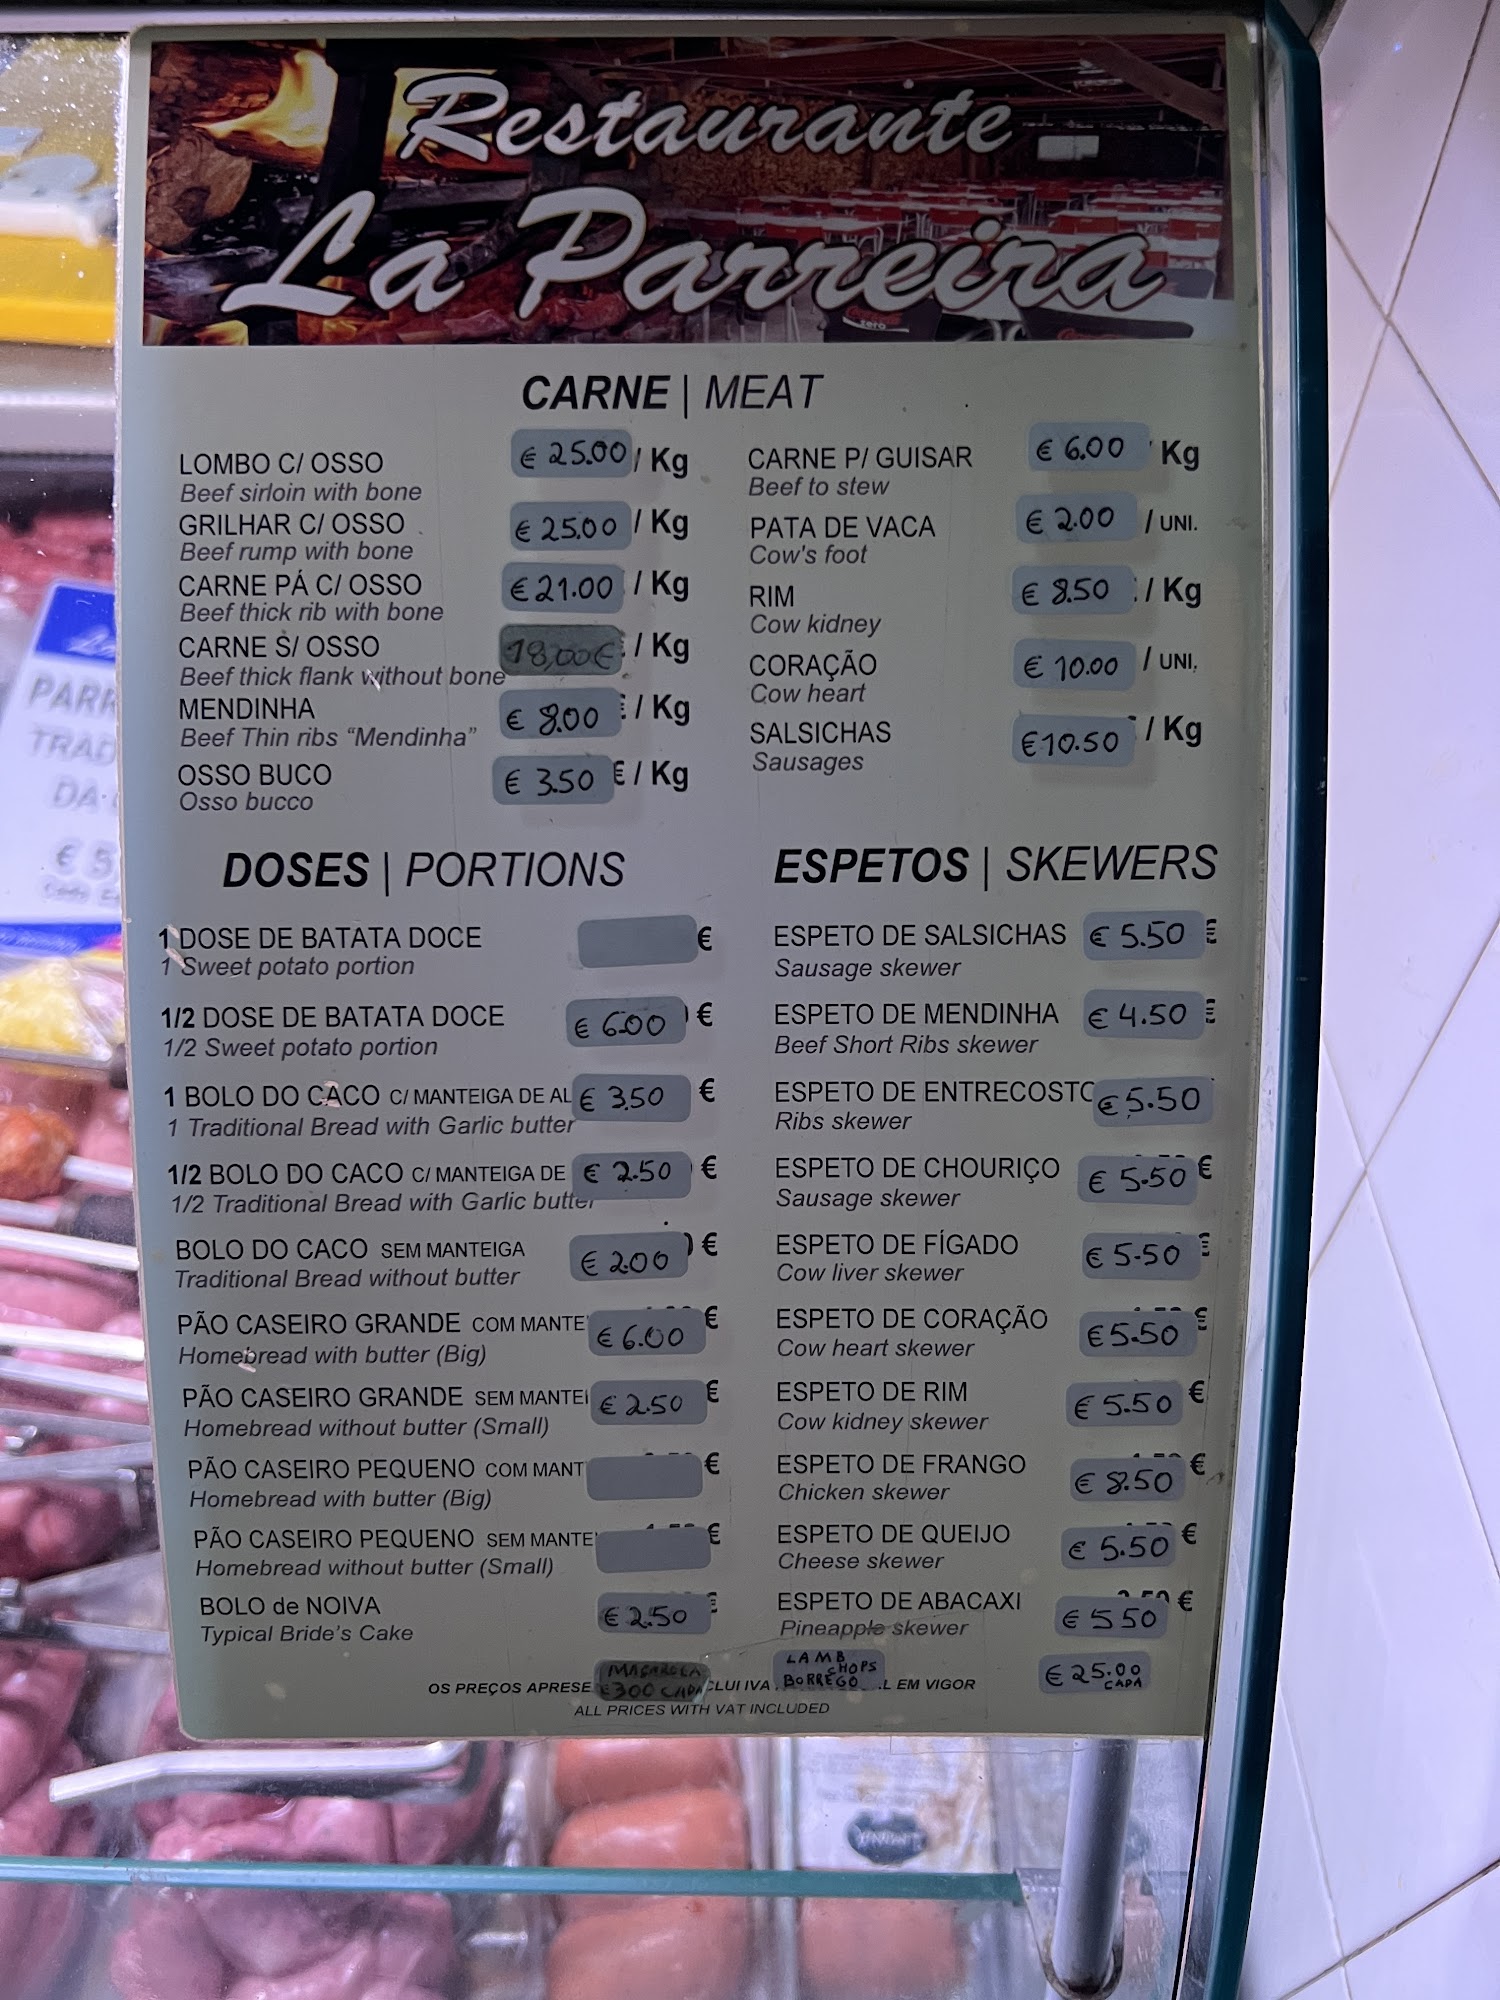 Restaurante
La Parreira
CARNE | MEAT
LOMBO C/ OSSO € 25.00 / Kg
Beef sirloin with bone
GRILHAR C/ OSSO € 25.00 / Kg
Beef rump with bone
CARNE PÁ C/ OSSO € 21.00 / Kg
Beef thick rib with bone
CARNE S/ OSSO 18,00€ / Kg
Beef thick flank without bone
MENDINHA € 8.00 / Kg
Beef Thin ribs “Mendinha”
OSSO BUCO € 3.50 € / Kg
Osso bucco
CARNE P/ GUISAR € 6.00 Kg
Beef to stew
PATA DE VACA € 2.00 / UNI.
Cow's foot
RIM € 8.50 / Kg
Cow kidney
CORAÇÃO € 10.00 / UNI.
Cow heart
SALSICHAS € 10.50 / Kg
Sausages
DOSES | PORTIONS
1 DOSE DE BATATA DOCE €
1 Sweet potato portion
1/2 DOSE DE BATATA DOCE € 6.00 €
1/2 Sweet potato portion
1 BOLO DO CACO C/ MANTEIGA DE AL € 3.50 €
1 Traditional Bread with Garlic butter
1/2 BOLO DO CACO C/ MANTEIGA DE € 2.50 €
1/2 Traditional Bread with Garlic butter
BOLO DO CACO SEM MANTEIGA € 2.00 €
Traditional Bread without butter
PÃO CASEIRO GRANDE COM MANTE € 6.00 €
Homebread with butter (Big)
PÃO CASEIRO GRANDE SEM MANTEI € 2.50 €
Homebread without butter (Small)
PÃO CASEIRO PEQUENO COM MANT €
Homebread with butter (Big)
PÃO CASEIRO PEQUENO SEM MANTE €
Homebread without butter (Small)
BOLO de NOIVA € 2.50
Typical Bride's Cake
ESPETOS | SKEWERS
ESPETO DE SALSICHAS € 5.50 €
Sausage skewer
ESPETO DE MENDINHA € 4.50 €
Beef Short Ribs skewer
ESPETO DE ENTRECOSTO € 5.50
Ribs skewer
ESPETO DE CHOURIÇO € 5.50 €
Sausage skewer
ESPETO DE FÍGADO € 5.50
Cow liver skewer
ESPETO DE CORAÇÃO € 5.50 €
Cow heart skewer
ESPETO DE RIM € 5.50 €
Cow kidney skewer
ESPETO DE FRANGO € 8.50 €
Chicken skewer
ESPETO DE QUEIJO € 5.50 €
Cheese skewer
ESPETO DE ABACAXI € 5 50 €
Pineapple skewer
LAMB CHOPS
BORREGO € 25.00 CADA
€300 CADA
OS PREÇOS APRESE CLUI IVA L EM VIGOR
ALL PRICES WITH VAT INCLUDED
PARR
TRAD
DA
€ 5
zero